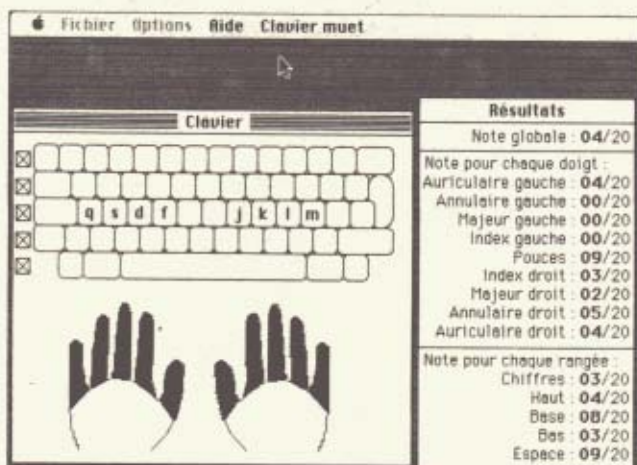 Fichier Options Aide Clavier muet
Clavier
q s d f j k l m
Résultats
Note globale : 04/20
Note pour chaque doigt :
Auriculaire gauche : 04/20
Annulaire gauche : 00/20
Majeur gauche : 00/20
Index gauche : 00/20
Pouces : 09/20
Index droit : 03/20
Majeur droit : 02/20
Annulaire droit : 05/20
Auriculaire droit : 04/20
Note pour chaque rangée :
Chiffres : 03/20
Haut : 04/20
Base : 08/20
Bas : 03/20
Espace : 09/20